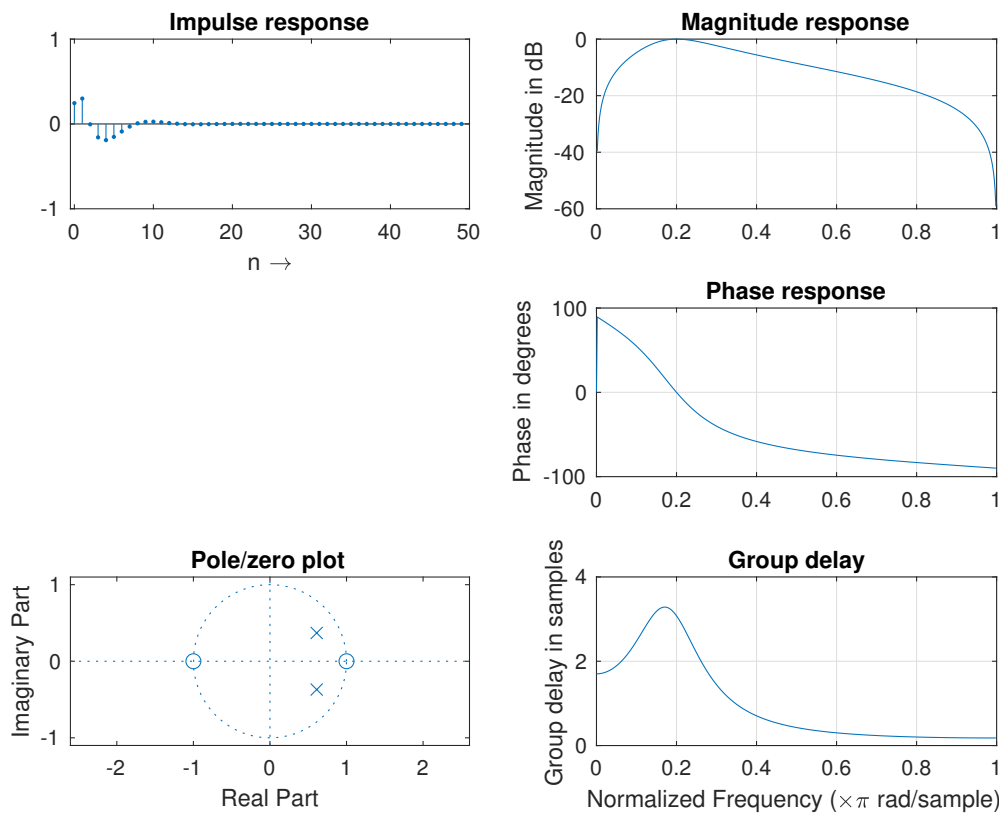 Impulse response
1
0
-1
0 10 20 30 40 50
n →
Magnitude response
Magnitude in dB
0
-20
-40
-60
0 0.2 0.4 0.6 0.8 1
Phase response
Phase in degrees
100
0
-100
0 0.2 0.4 0.6 0.8 1
Pole/zero plot
Imaginary Part
1
0
-1
-2 -1 0 1 2
Real Part
Group delay
Group delay in samples
4
2
0
0 0.2 0.4 0.6 0.8 1
Normalized Frequency (×π rad/sample)